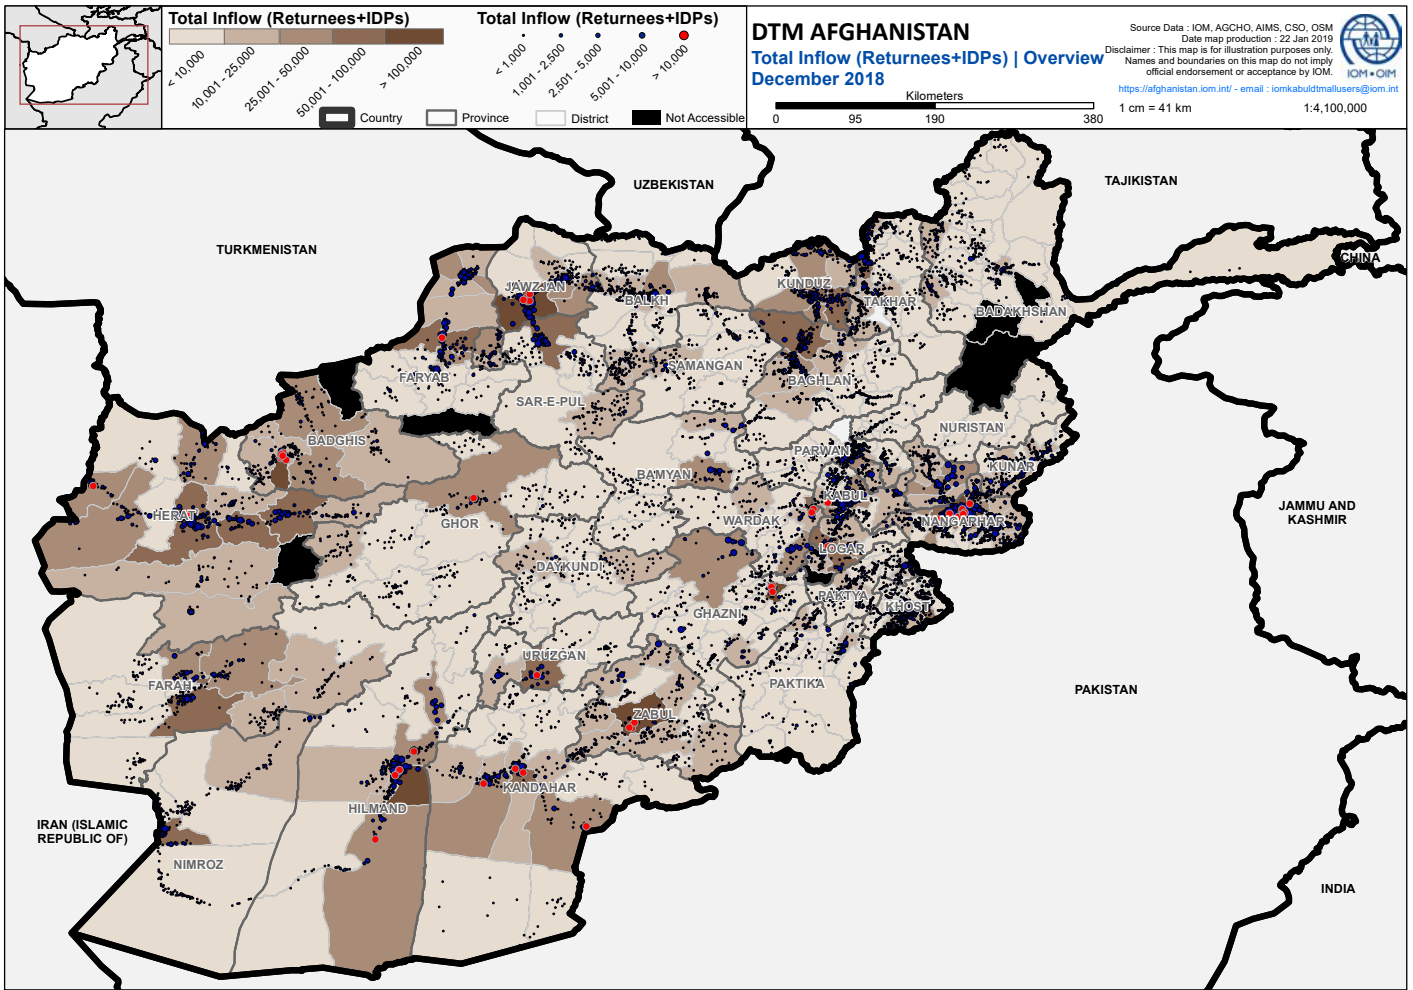 Total Inflow (Returnees+IDPs)
< 10,000
10,001 - 25,000
25,001 - 50,000
50,001 - 100,000
> 100,000
Total Inflow (Returnees+IDPs)
< 1,000
1,001 - 2,500
2,501 - 5,000
5,001 - 10,000
> 10,000
Country
Province
District
Not Accessible
DTM AFGHANISTAN
Total Inflow (Returnees+IDPs) | Overview
December 2018
Kilometers
0 95 190 380
Source Data : IOM, AGCHO, AIMS, CSO, OSM
Date map production : 22 Jan 2019
Disclaimer : This map is for illustration purposes only.
Names and boundaries on this map do not imply
official endorsement or acceptance by IOM.
https://afghanistan.iom.int/ - email : iomkabuldtmallusers@iom.int
1 cm = 41 km
1:4,100,000
IOM • OIM
UZBEKISTAN
TAJIKISTAN
TURKMENISTAN
CHINA
JAWZJAN
BALKH
KUNDUZ
TAKHAR
BADAKHSHAN
FARYAB
SAMANGAN
BAGHLAN
SAR-E-PUL
NURISTAN
BADGHIS
PARWAN
KUNAR
BAMYAN
KABUL
HERAT
GHOR
WARDAK
NANGARHAR
JAMMU AND
KASHMIR
LOGAR
DAYKUNDI
PAKTYA
KHOST
GHAZNI
URUZGAN
FARAH
PAKTIKA
PAKISTAN
ZABUL
KANDAHAR
HILMAND
IRAN (ISLAMIC
REPUBLIC OF)
NIMROZ
INDIA